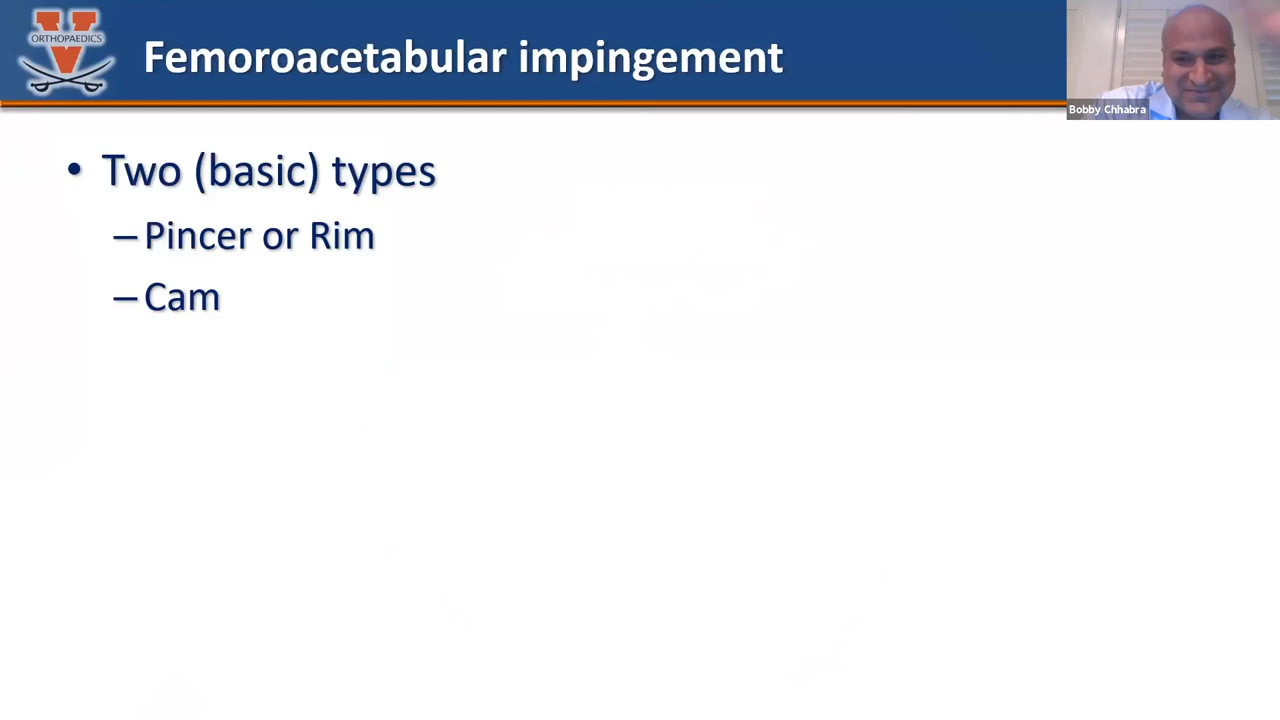 ORTHOPAEDICS
V
Femoroacetabular impingement
Bobby Chhabra
• Two (basic) types
– Pincer or Rim
– Cam